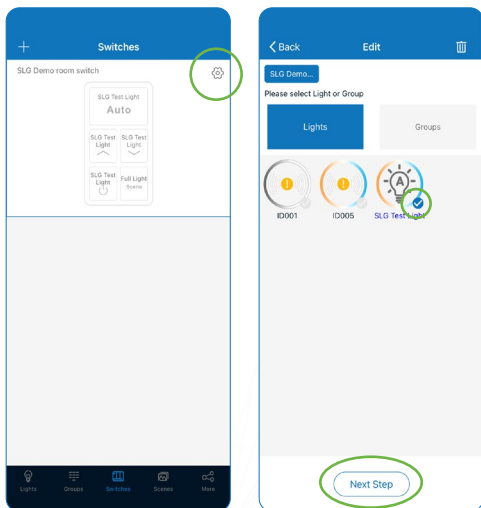 Switches
SLG Demo room switch
SLG Test Light
Auto
SLG Test
Light
SLG Test
Light
SLG Test
Light
Full Light
Scene
Lights
Groups
Switches
Scenes
More
Back
Edit
SLG Demo...
Please select Light or Group
Lights
Groups
A
ID001
ID005
SLG Test Light
Next Step